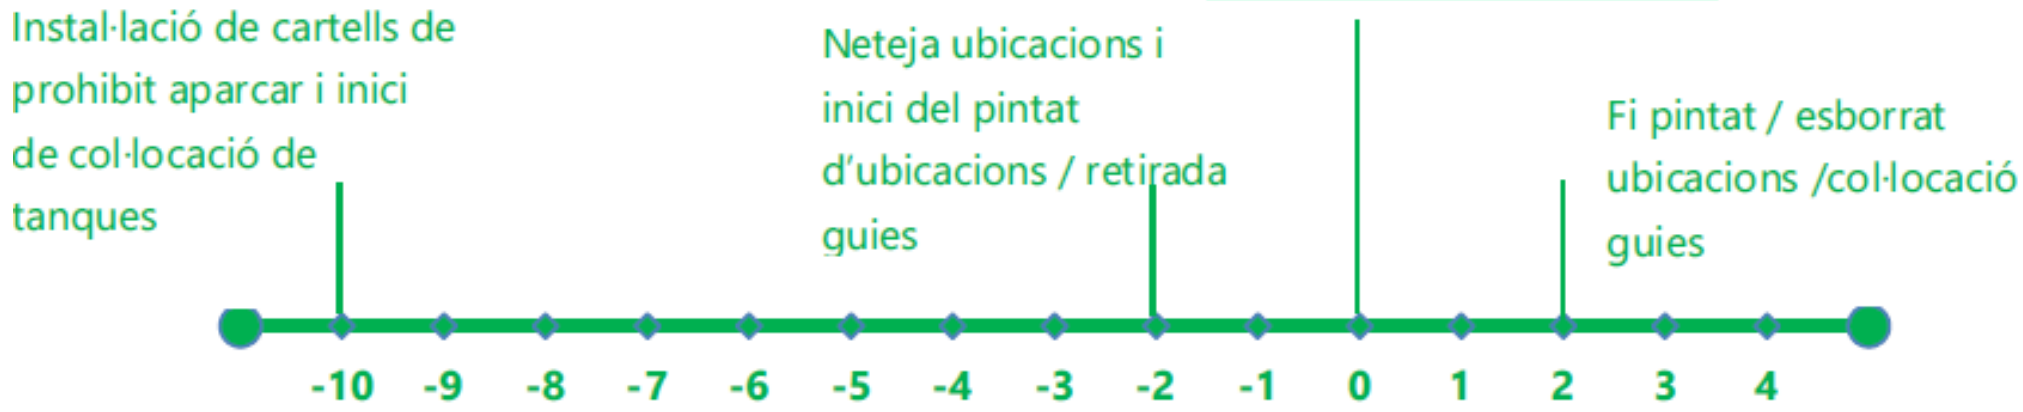 Instal·lació de cartells de
prohibit aparcar i inici
de col·locació de
tanques
Neteja ubicacions i
inici del pintat
d’ubicacions / retirada
guies
Fi pintat / esborrat
ubicacions /col·locació
guies
-10 -9 -8 -7 -6 -5 -4 -3 -2 -1 0 1 2 3 4